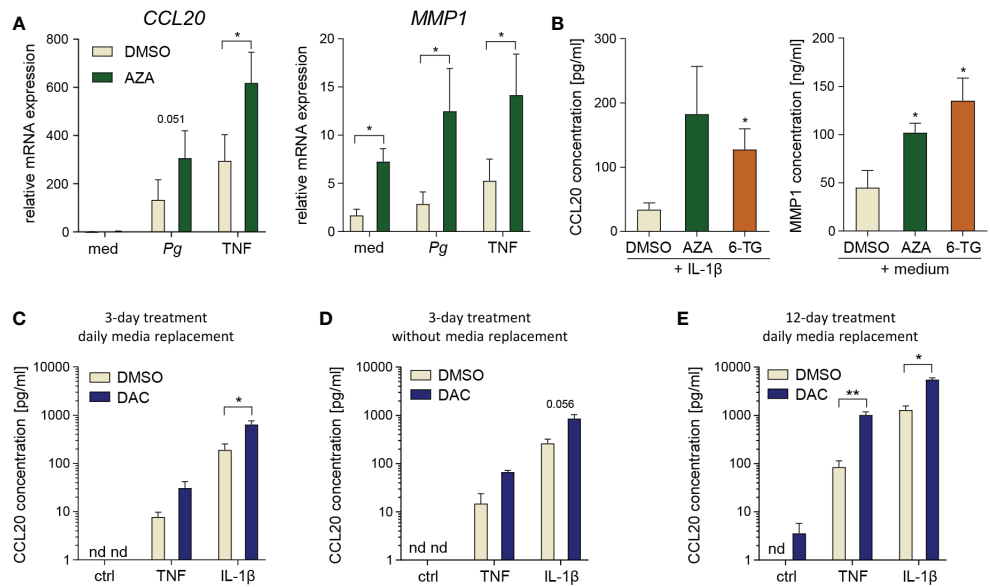 A
CCL20
relative mRNA expression
800
600
400
200
0
DMSO
AZA
0.051
*
med
Pg
TNF
MMP1
relative mRNA expression
20
15
10
5
0
*
*
*
med
Pg
TNF
B
CCL20 concentration [pg/ml]
300
200
100
0
*
DMSO
AZA
6-TG
+ IL-1β
MMP1 concentration [ng/ml]
200
150
100
50
0
*
*
DMSO
AZA
6-TG
+ medium
C
3-day treatment
daily media replacement
CCL20 concentration [pg/ml]
10000
1000
100
10
1
DMSO
DAC
*
nd nd
ctrl
TNF
IL-1β
D
3-day treatment
without media replacement
CCL20 concentration [pg/ml]
10000
1000
100
10
1
DMSO
DAC
0.056
nd nd
ctrl
TNF
IL-1β
E
12-day treatment
daily media replacement
CCL20 concentration [pg/ml]
10000
1000
100
10
1
DMSO
DAC
**
*
nd
ctrl
TNF
IL-1β